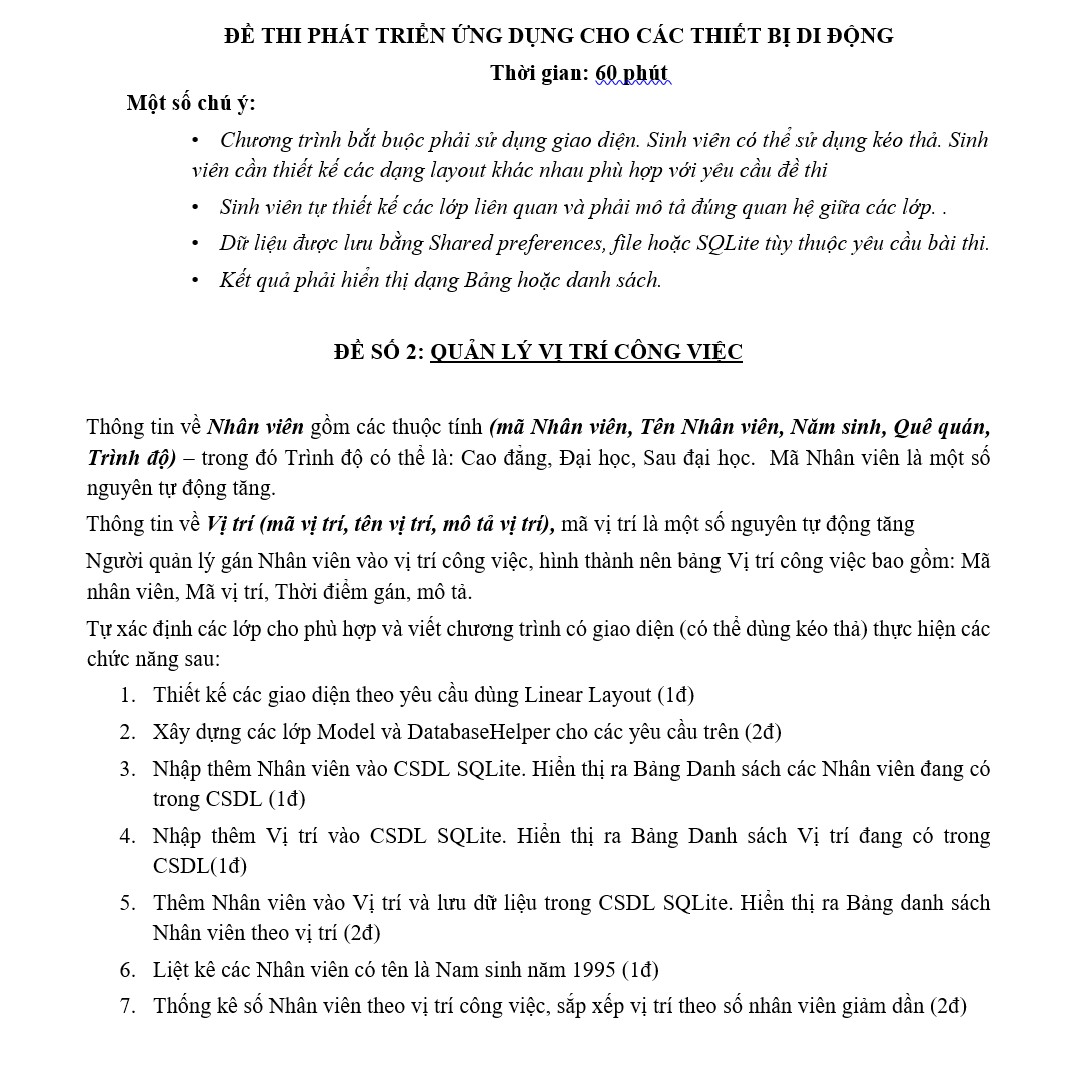 ĐỀ THI PHÁT TRIỂN ỨNG DỤNG CHO CÁC THIẾT BỊ DI ĐỘNG
Thời gian: 60 phút
Một số chú ý:
• Chương trình bắt buộc phải sử dụng giao diện. Sinh viên có thể sử dụng kéo thả. Sinh
viên cần thiết kế các dạng layout khác nhau phù hợp với yêu cầu đề thi
• Sinh viên tự thiết kế các lớp liên quan và phải mô tả đúng quan hệ giữa các lớp. .
• Dữ liệu được lưu bằng Shared preferences, file hoặc SQLite tùy thuộc yêu cầu bài thi.
• Kết quả phải hiển thị dạng Bảng hoặc danh sách.
ĐỀ SỐ 2: QUẢN LÝ VỊ TRÍ CÔNG VIỆC
Thông tin về Nhân viên gồm các thuộc tính (mã Nhân viên, Tên Nhân viên, Năm sinh, Quê quán,
Trình độ) – trong đó Trình độ có thể là: Cao đẳng, Đại học, Sau đại học. Mã Nhân viên là một số
nguyên tự động tăng.
Thông tin về Vị trí (mã vị trí, tên vị trí, mô tả vị trí), mã vị trí là một số nguyên tự động tăng
Người quản lý gán Nhân viên vào vị trí công việc, hình thành nên bảng Vị trí công việc bao gồm: Mã
nhân viên, Mã vị trí, Thời điểm gán, mô tả.
Tự xác định các lớp cho phù hợp và viết chương trình có giao diện (có thể dùng kéo thả) thực hiện các
chức năng sau:
1. Thiết kế các giao diện theo yêu cầu dùng Linear Layout (1đ)
2. Xây dựng các lớp Model và DatabaseHelper cho các yêu cầu trên (2đ)
3. Nhập thêm Nhân viên vào CSDL SQLite. Hiển thị ra Bảng Danh sách các Nhân viên đang có
trong CSDL (1đ)
4. Nhập thêm Vị trí vào CSDL SQLite. Hiển thị ra Bảng Danh sách Vị trí đang có trong
CSDL(1đ)
5. Thêm Nhân viên vào Vị trí và lưu dữ liệu trong CSDL SQLite. Hiển thị ra Bảng danh sách
Nhân viên theo vị trí (2đ)
6. Liệt kê các Nhân viên có tên là Nam sinh năm 1995 (1đ)
7. Thống kê số Nhân viên theo vị trí công việc, sắp xếp vị trí theo số nhân viên giảm dần (2đ)